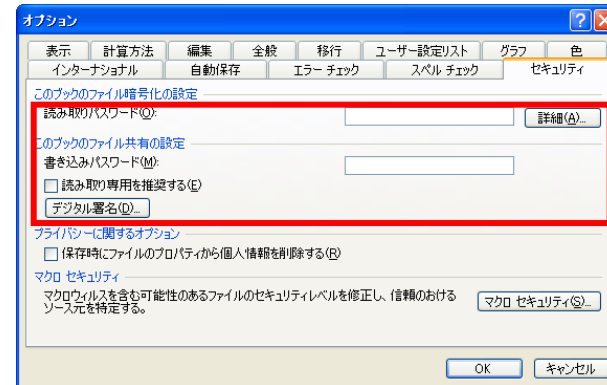 オプション
表示 計算方法 編集 全般 移行 ユーザー設定リスト グラフ 色
インターナショナル 自動保存 エラー チェック スペル チェック セキュリティ
このブックのファイル暗号化の設定
読み取りパスワード(O):
詳細(A)...
このブックのファイル共有の設定
書き込みパスワード(M):
読み取り専用を推奨する(E)
デジタル署名(D)...
プライバシーに関するオプション
保存時にファイルのプロパティから個人情報を削除する(R)
マクロ セキュリティ
マクロウィルスを含む可能性のあるファイルのセキュリティレベルを修正し、信頼のおける
ソース元を特定する。
マクロ セキュリティ(S)...
OK キャンセル